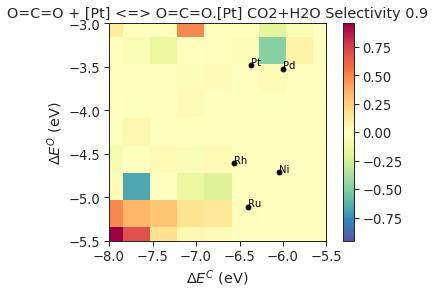 O=C=O + [Pt] <=> O=C=O.[Pt] CO2+H2O Selectivity 0.9
−3.0
−3.5
−4.0
−4.5
−5.0
−5.5
ΔE^O (eV)
Pt
Pd
Rh
Ni
Ru
−8.0 −7.5 −7.0 −6.5 −6.0 −5.5
ΔE^C (eV)
0.75
0.50
0.25
0.00
−0.25
−0.50
−0.75